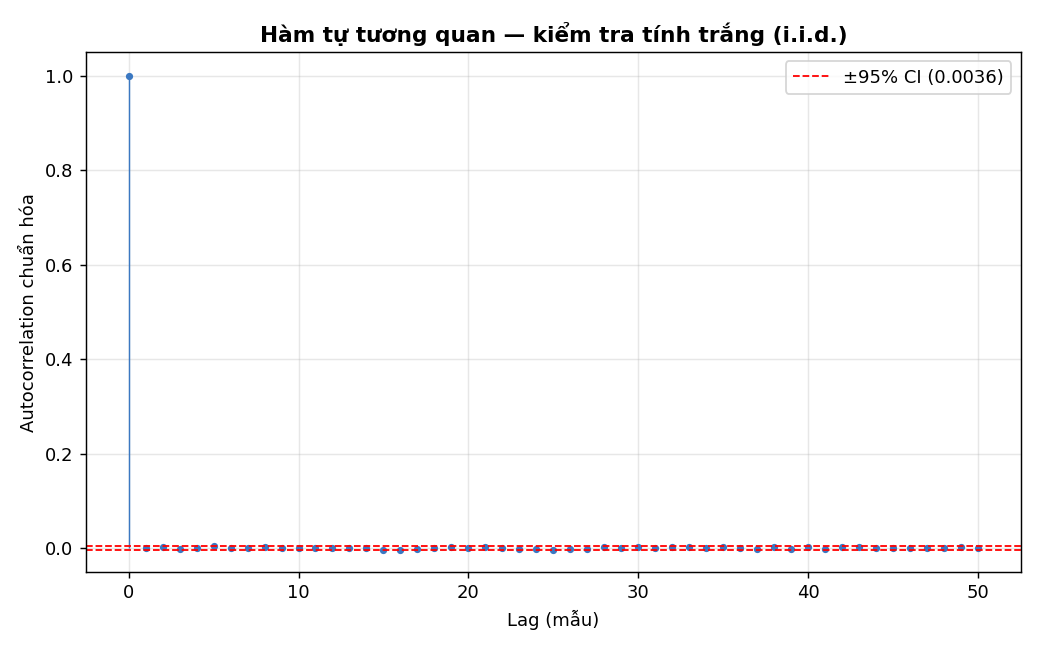 Hàm tự tương quan — kiểm tra tính trắng (i.i.d.)
±95% CI (0.0036)
Autocorrelation chuẩn hóa
1.0
0.8
0.6
0.4
0.2
0.0
0 10 20 30 40 50
Lag (mẫu)